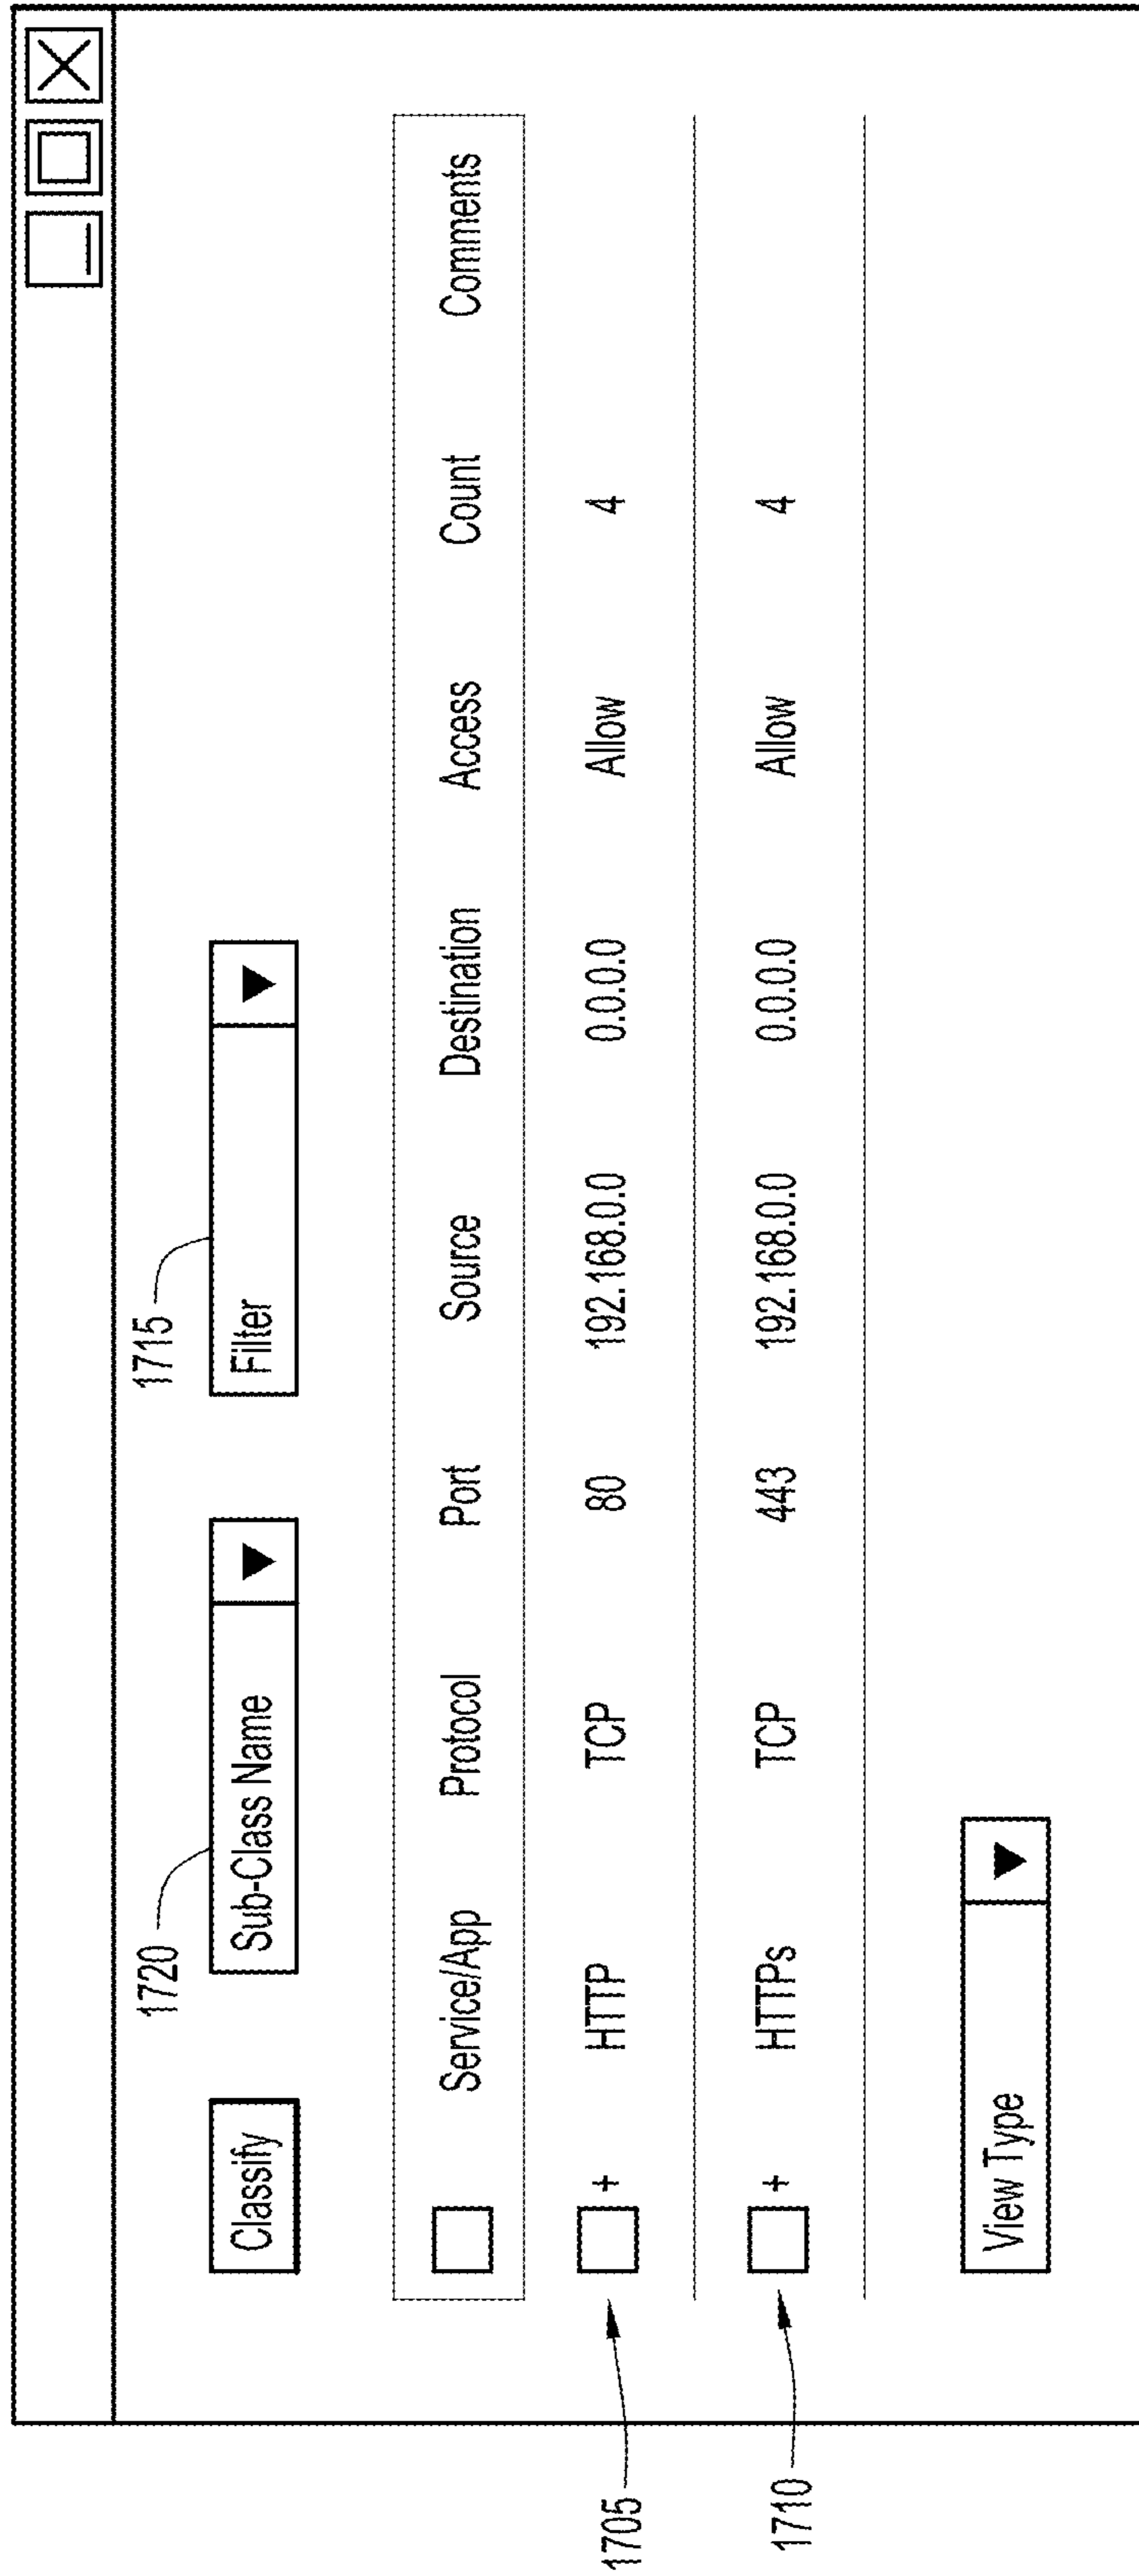 1720
1715
Classify
Sub-Class Name
Filter
Service/App Protocol Port Source Destination Access Count Comments
1705
+ HTTP TCP 80 192.168.0.0 0.0.0.0 Allow 4
1710
+ HTTPs TCP 443 192.168.0.0 0.0.0.0 Allow 4
View Type